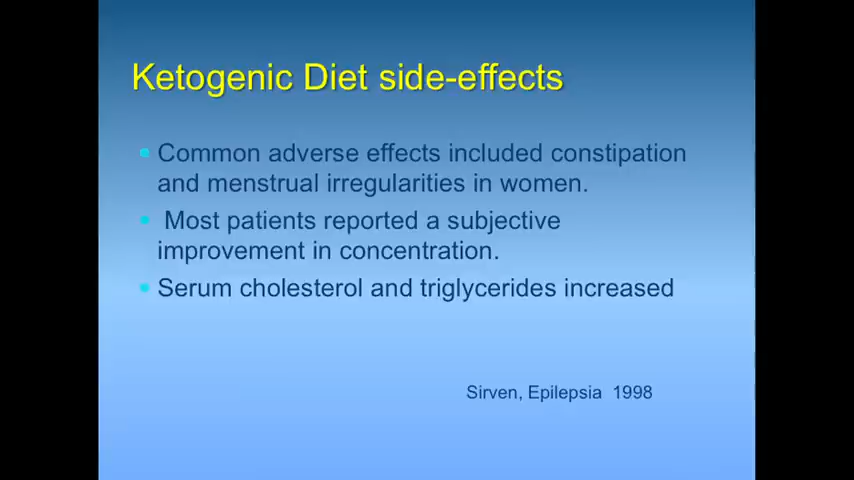 Ketogenic Diet side-effects
Common adverse effects included constipation
and menstrual irregularities in women.
Most patients reported a subjective
improvement in concentration.
Serum cholesterol and triglycerides increased
Sirven, Epilepsia 1998